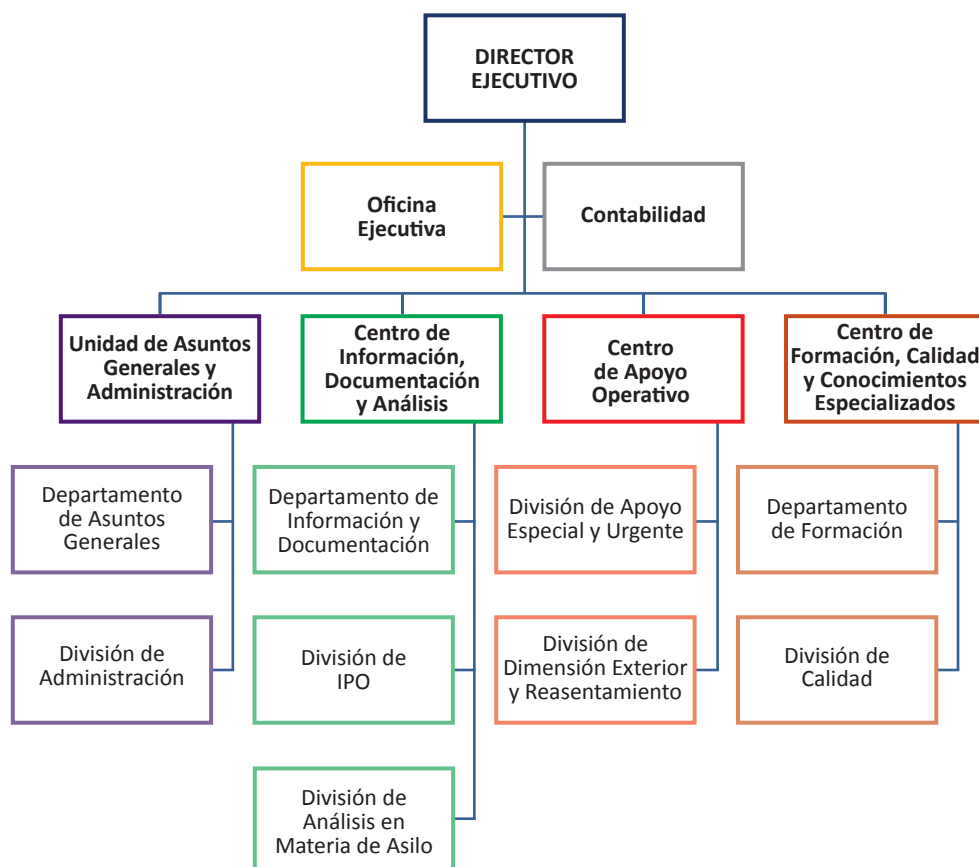 DIRECTOR
EJECUTIVO
Oficina
Ejecutiva
Contabilidad
Unidad de Asuntos
Generales y
Administración
Centro de
Información,
Documentación
y Análisis
Centro
de Apoyo
Operativo
Centro de
Formación, Calidad
y Conocimientos
Especializados
Departamento
de Asuntos
Generales
Departamento de
Información y
Documentación
División de Apoyo
Especial y Urgente
Departamento
de Formación
División de
Administración
División de
IPO
División de
Dimensión Exterior
y Reasentamiento
División de
Calidad
División de
Análisis en
Materia de Asilo